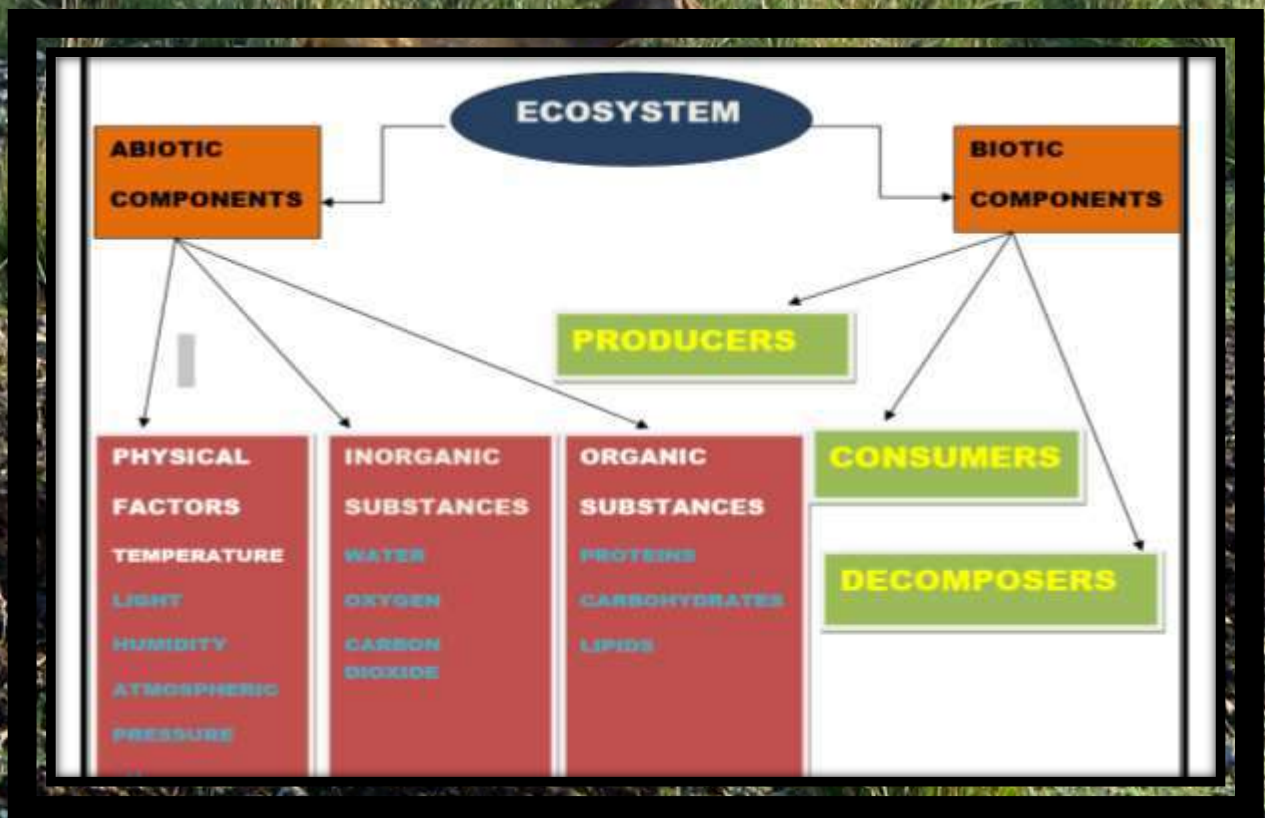 ECOSYSTEM
ABIOTIC
COMPONENTS
BIOTIC
COMPONENTS
PRODUCERS
CONSUMERS
DECOMPOSERS
PHYSICAL
FACTORS
TEMPERATURE
LIGHT
HUMIDITY
ATMOSPHERIC
PRESSURE
INORGANIC
SUBSTANCES
WATER
OXYGEN
CARBON
DIOXIDE
ORGANIC
SUBSTANCES
PROTEINS
CARBOHYDRATES
LIPIDS